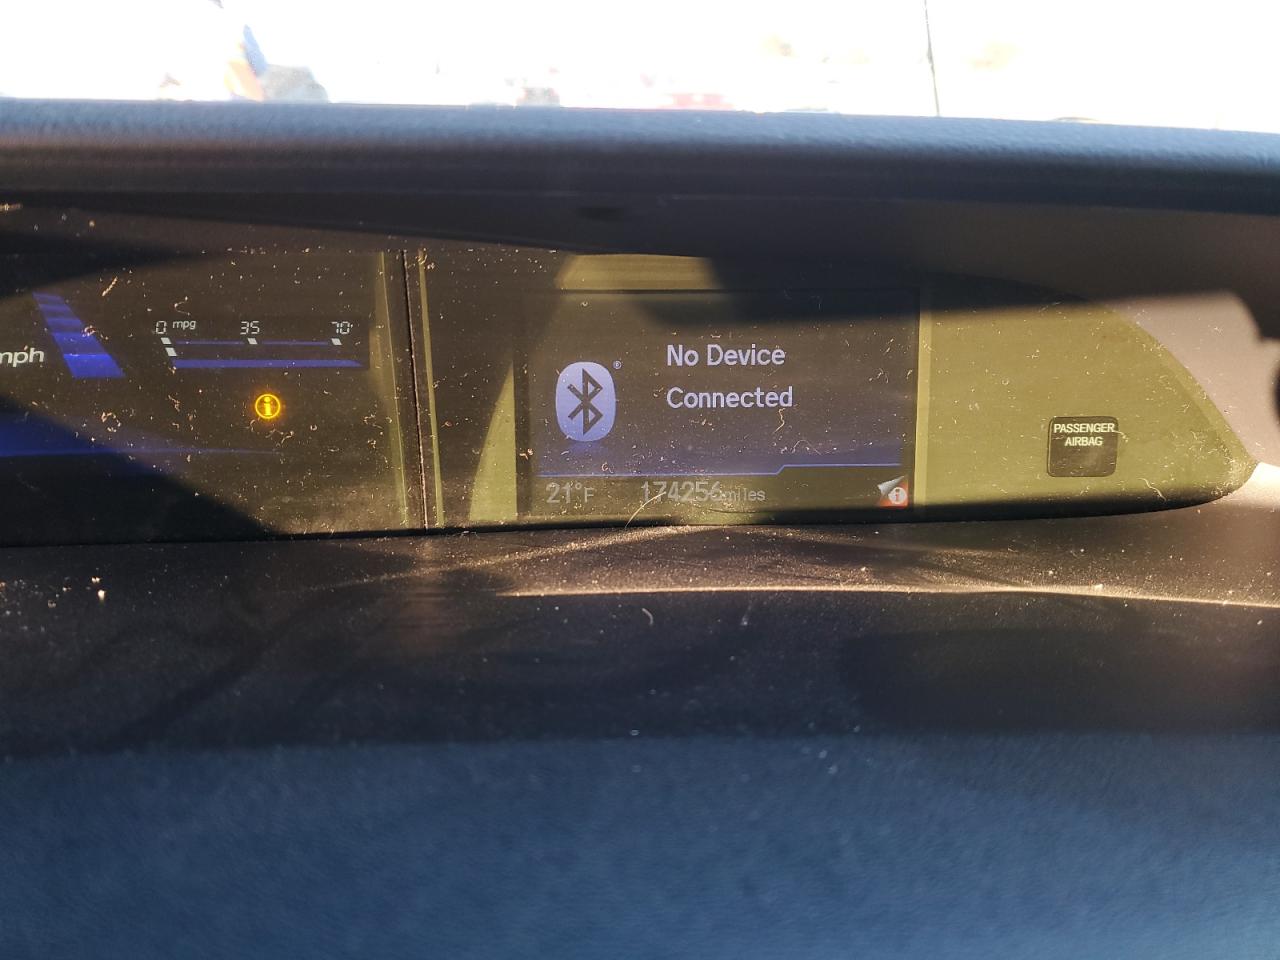 mph
0 mpg 35 70
No Device
Connected
®
21°F 174256 miles
PASSENGER
AIRBAG